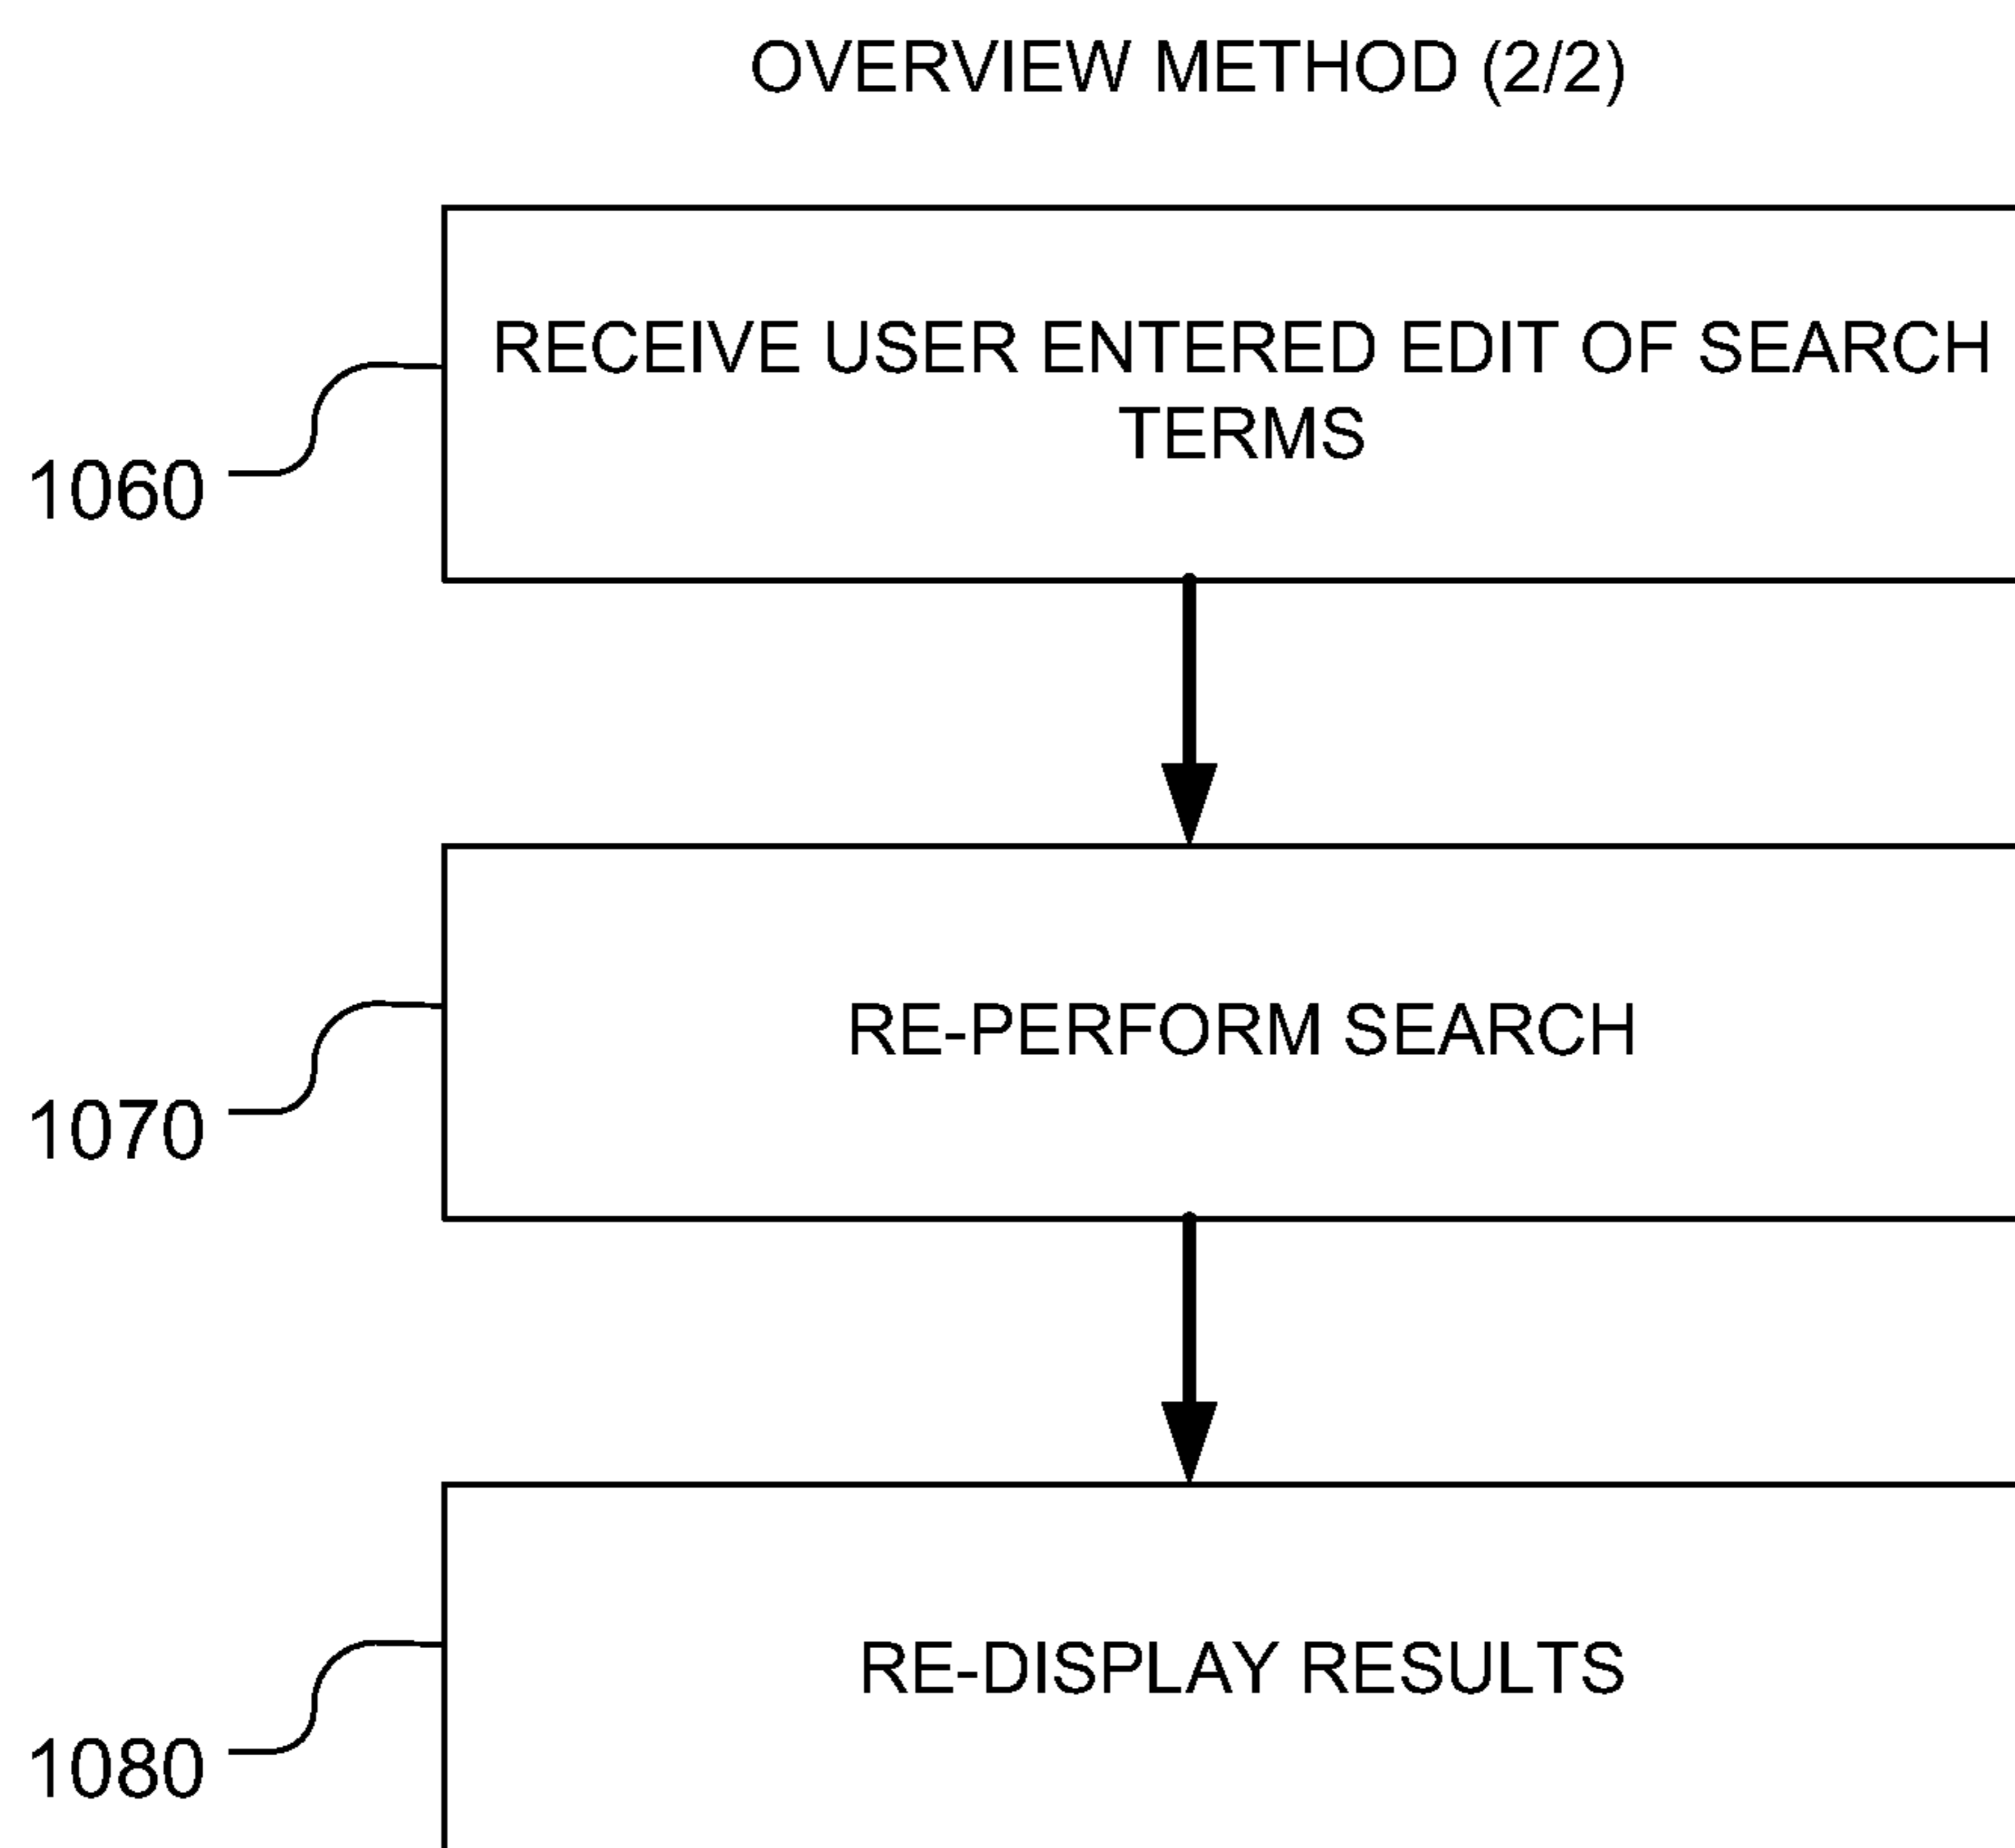 OVERVIEW METHOD (2/2)
RECEIVE USER ENTERED EDIT OF SEARCH
TERMS
1060
RE-PERFORM SEARCH
1070
RE-DISPLAY RESULTS
1080